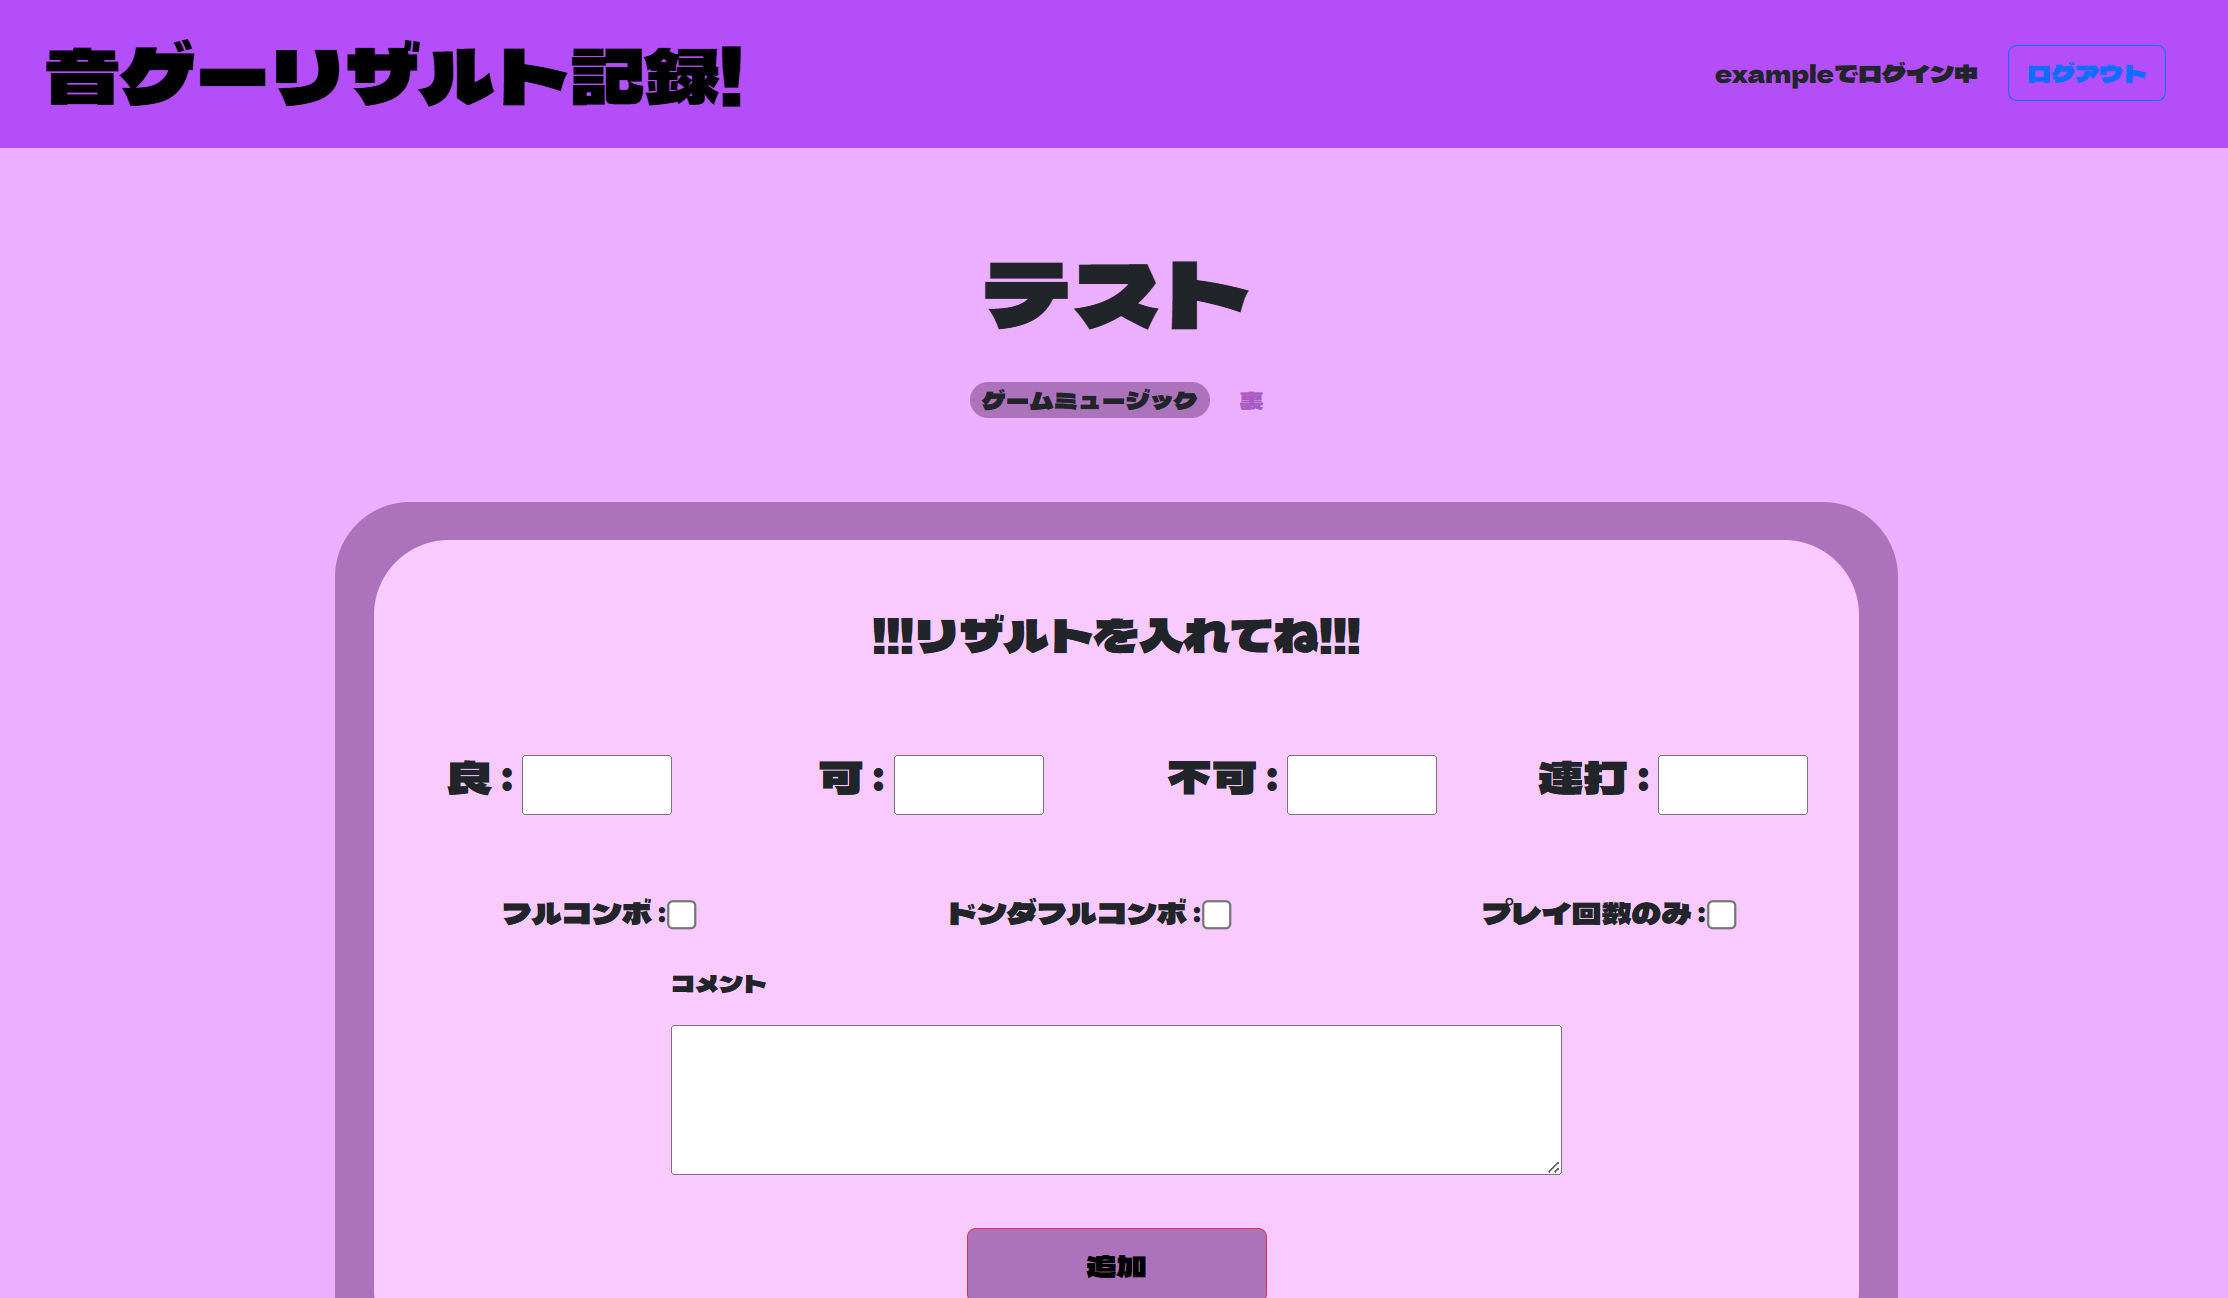 音ゲーリザルト記録!
exampleでログイン中 ログアウト
テスト
ゲームミュージック 裏
!!!リザルトを入れてね!!!
良: 可: 不可: 連打:
フルコンボ: ドンダフルコンボ: プレイ回数のみ:
コメント
追加